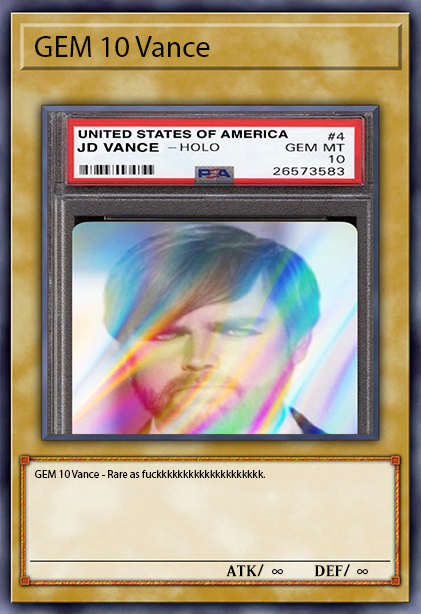 GEM 10 Vance
UNITED STATES OF AMERICA #4
JD VANCE – HOLO GEM MT
10
PSA 26573583
GEM 10 Vance - Rare as fuckkkkkkkkkkkkkkkkkkkkk.
ATK/ ∞ DEF/ ∞